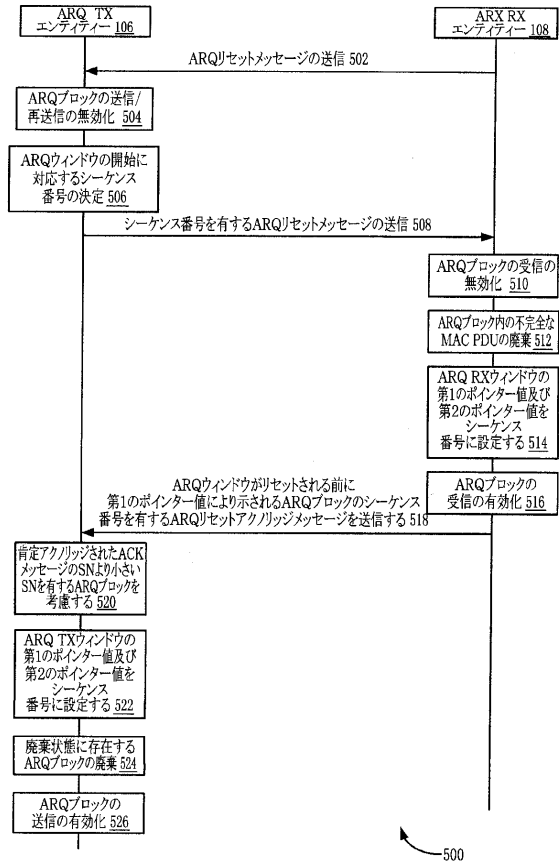 ARQ TX
エンティティー 106
ARX RX
エンティティー 108
ARQリセットメッセージの送信 502
ARQブロックの送信/
再送信の無効化 504
ARQウィンドウの開始に
対応するシーケンス
番号の決定 506
シーケンス番号を有するARQリセットメッセージの送信 508
ARQブロックの受信の
無効化 510
ARQブロック内の不完全な
MAC PDUの廃棄 512
ARQ RXウィンドウの
第1のポインター値及び
第2のポインター値を
シーケンス
番号に設定する 514
ARQブロックの
受信の有効化 516
ARQウィンドウがリセットされる前に
第1のポインター値により示されるARQブロックのシーケンス
番号を有するARQリセットアクノリッジメッセージを送信する 518
肯定アクノリッジされたACK
メッセージのSNより小さい
SNを有するARQブロックを
考慮する 520
ARQ TXウィンドウの
第1のポインター値及び
第2のポインター値を
シーケンス
番号に設定する 522
廃棄状態に存在する
ARQブロックの廃棄 524
ARQブロックの
送信の有効化 526
500